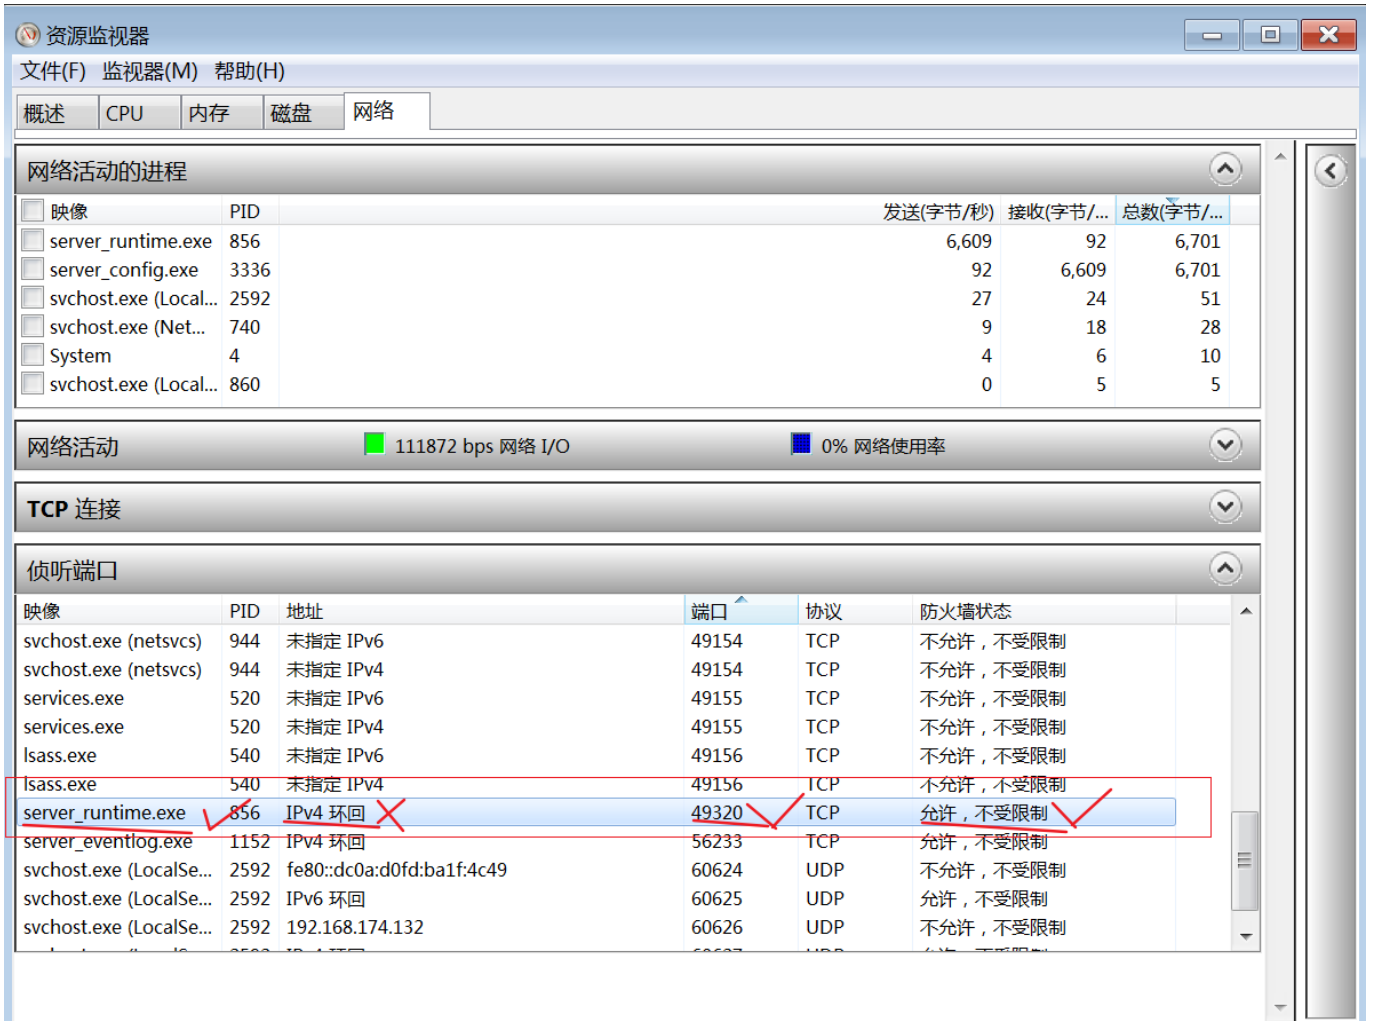 资源监视器
文件(F) 监视器(M) 帮助(H)
概述 CPU 内存 磁盘 网络
网络活动的进程
映像 PID 发送(字节/秒) 接收(字节/... 总数(字节/...
server_runtime.exe 856 6,609 92 6,701
server_config.exe 3336 92 6,609 6,701
svchost.exe (Local... 2592 27 24 51
svchost.exe (Net... 740 9 18 28
System 4 4 6 10
svchost.exe (Local... 860 0 5 5
网络活动 111872 bps 网络 I/O 0% 网络使用率
TCP 连接
侦听端口
映像 PID 地址 端口 协议 防火墙状态
svchost.exe (netsvcs) 944 未指定 IPv6 49154 TCP 不允许，不受限制
svchost.exe (netsvcs) 944 未指定 IPv4 49154 TCP 不允许，不受限制
services.exe 520 未指定 IPv6 49155 TCP 不允许，不受限制
services.exe 520 未指定 IPv4 49155 TCP 不允许，不受限制
lsass.exe 540 未指定 IPv6 49156 TCP 不允许，不受限制
lsass.exe 540 未指定 IPv4 49156 TCP 不允许，不受限制
server_runtime.exe 856 IPv4 环回 49320 TCP 允许，不受限制
server_eventlog.exe 1152 IPv4 环回 56233 TCP 允许，不受限制
svchost.exe (LocalSe... 2592 fe80::dc0a:d0fd:ba1f:4c49 60624 UDP 不允许，不受限制
svchost.exe (LocalSe... 2592 IPv6 环回 60625 UDP 允许，不受限制
svchost.exe (LocalSe... 2592 192.168.174.132 60626 UDP 不允许，不受限制